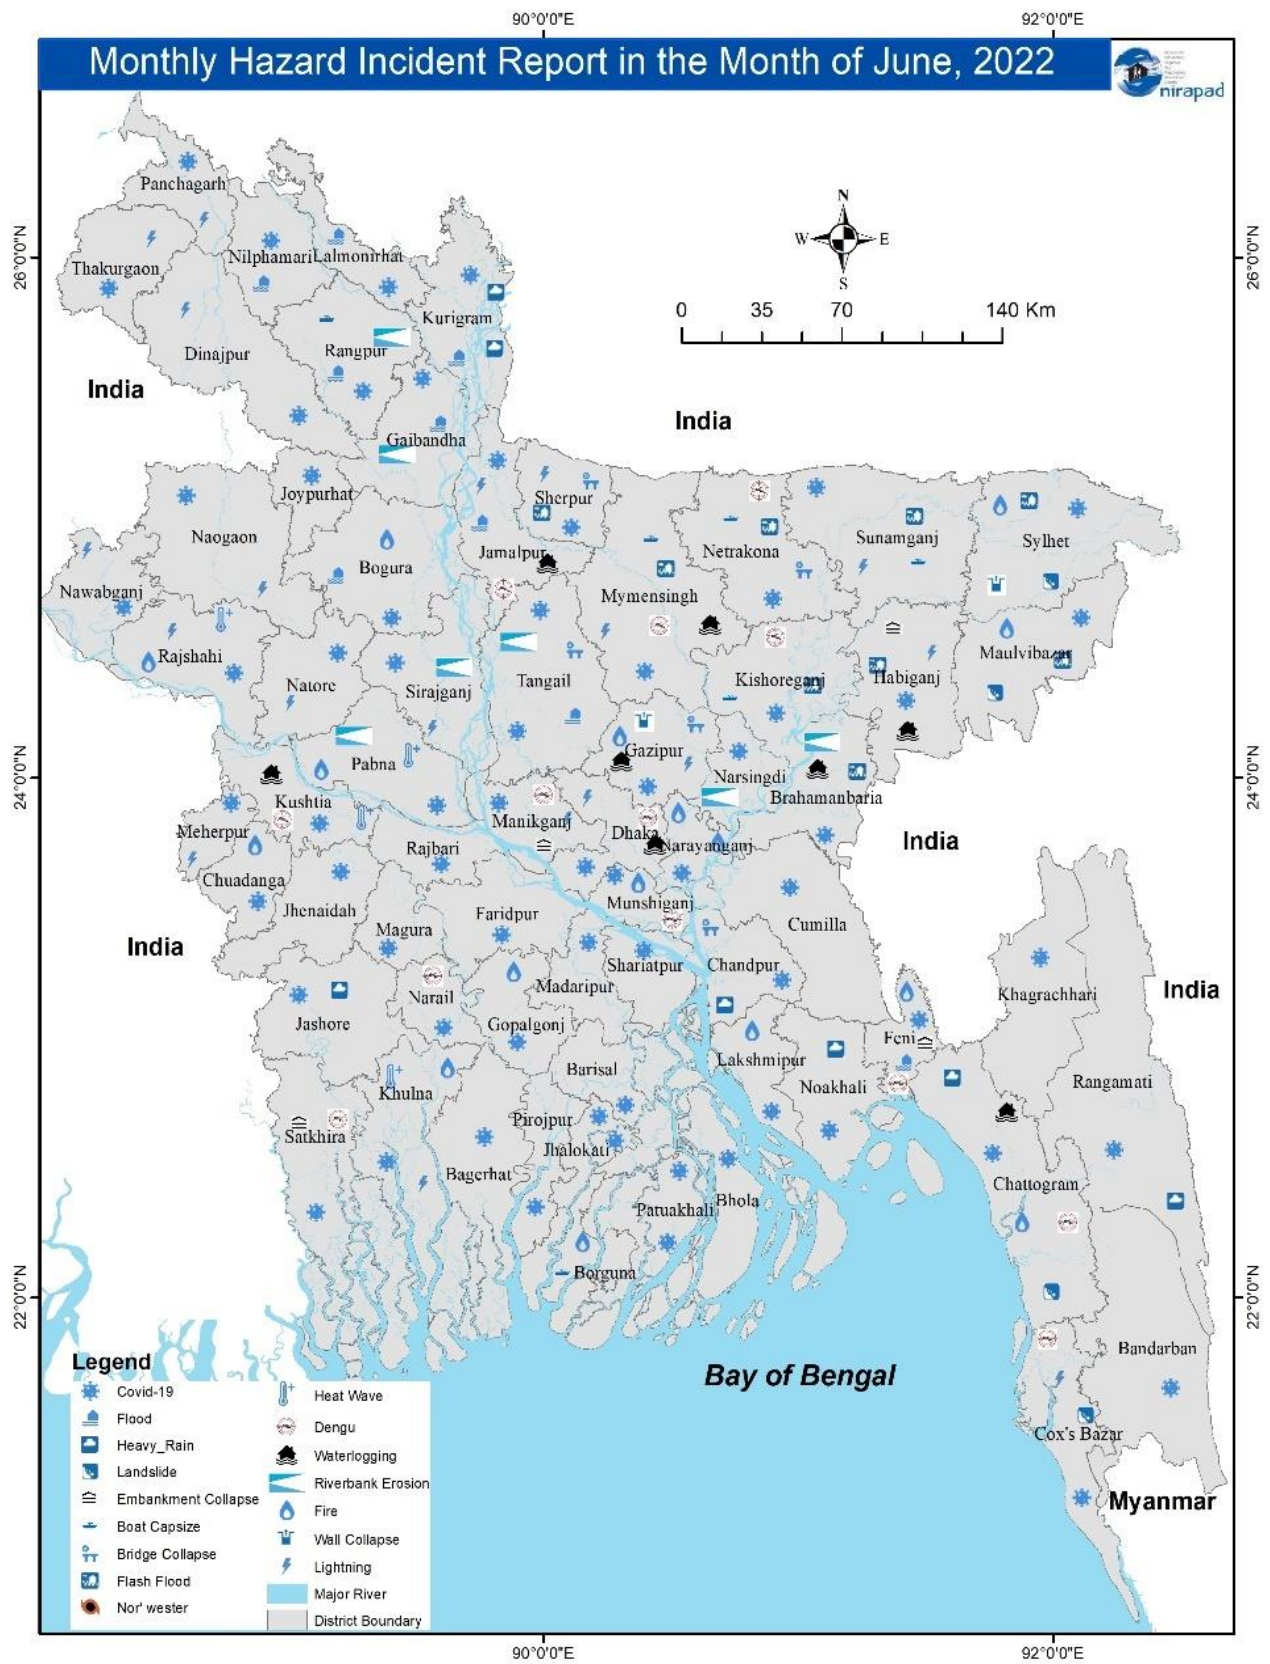 90°0'0"E 92°0'0"E
Monthly Hazard Incident Report in the Month of June, 2022
nirapad
N
W E
S
26°0'0"N 26°0'0"N
0 35 70 140 Km
Panchagarh
Thakurgaon
Nilphamari
Lalmonirhat
Kurigram
Dinajpur
Rangpur
India
India
Gaibandha
Joypurhat
Sherpur
Naogaon
Bogura
Jamalpur
Netrakona
Sunamganj
Sylhet
Nawabganj
Mymensingh
Rajshahi
Natore
Sirajganj
Tangail
Kishoreganj
Habiganj
Maulvibazar
24°0'0"N 24°0'0"N
Pabna
Gazipur
Narsingdi
Kushtia
Brahamanbaria
Meherpur
Manikganj
Dhaka
Narayanganj
India
Rajbari
Chuadanga
Jhenaidah
Munshiganj
Faridpur
Cumilla
Magura
India
Shariatpur
Chandpur
Madaripur
Narail
Khagrachhari
India
Jashore
Gopalgonj
Feni
Lakshmipur
Barisal
Noakhali
Rangamati
Khulna
Pirojpur
Satkhira
Jhalokati
Bagerhat
Chattogram
Patuakhali
Bhola
Borguna
22°0'0"N 22°0'0"N
Bandarban
Bay of Bengal
Cox's Bazar
Myanmar
Legend
Covid-19
Flood
Heavy_Rain
Landslide
Embankment Collapse
Boat Capsize
Bridge Collapse
Flash Flood
Nor' wester
Heat Wave
Dengu
Waterlogging
Riverbank Erosion
Fire
Wall Collapse
Lightning
Major River
District Boundary
90°0'0"E 92°0'0"E